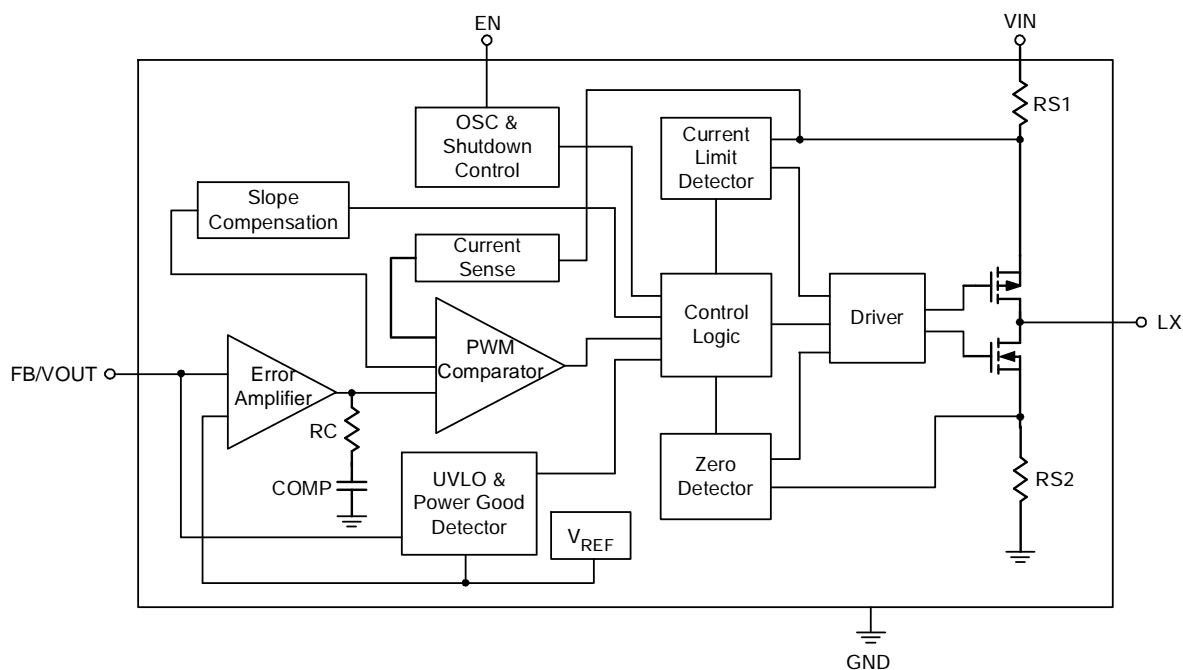 EN
VIN
RS1
OSC &
Shutdown
Control
Current
Limit
Detector
Slope
Compensation
Current
Sense
Control
Logic
Driver
LX
PWM
Comparator
FB/VOUT
Error
Amplifier
RC
COMP
UVLO &
Power Good
Detector
VREF
Zero
Detector
RS2
GND